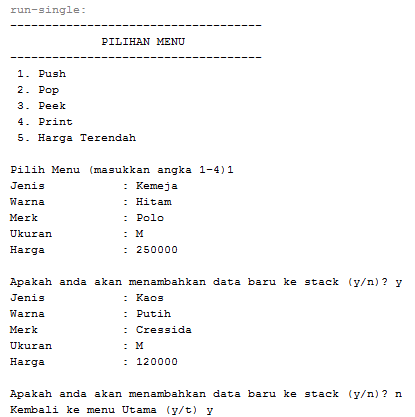 run-single:
------------------------------------
PILIHAN MENU
------------------------------------
1. Push
2. Pop
3. Peek
4. Print
5. Harga Terendah
Pilih Menu (masukkan angka 1-4)1
Jenis : Kemeja
Warna : Hitam
Merk : Polo
Ukuran : M
Harga : 250000
Apakah anda akan menambahkan data baru ke stack (y/n)? y
Jenis : Kaos
Warna : Putih
Merk : Cressida
Ukuran : M
Harga : 120000
Apakah anda akan menambahkan data baru ke stack (y/n)? n
Kembali ke menu Utama (y/t) y